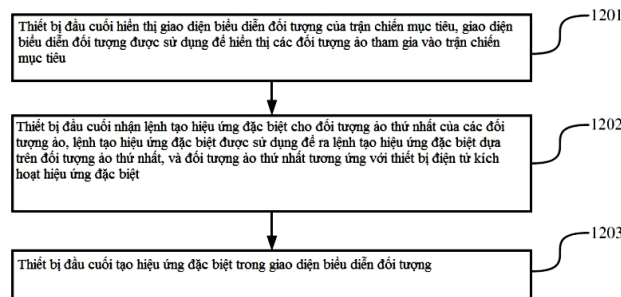 Thiết bị đầu cuối hiển thị giao diện biểu diễn đối tượng của trận chiến mục tiêu, giao diện
biểu diễn đối tượng được sử dụng để hiển thị các đối tượng ảo tham gia vào trận chiến
mục tiêu
1201
Thiết bị đầu cuối nhận lệnh tạo hiệu ứng đặc biệt cho đối tượng ảo thứ nhất của các đối
tượng ảo, lệnh tạo hiệu ứng đặc biệt được sử dụng để ra lệnh tạo hiệu ứng đặc biệt dựa
trên đối tượng ảo thứ nhất, và đối tượng ảo thứ nhất tương ứng với thiết bị điện tử kích
hoạt hiệu ứng đặc biệt
1202
Thiết bị đầu cuối tạo hiệu ứng đặc biệt trong giao diện biểu diễn đối tượng
1203